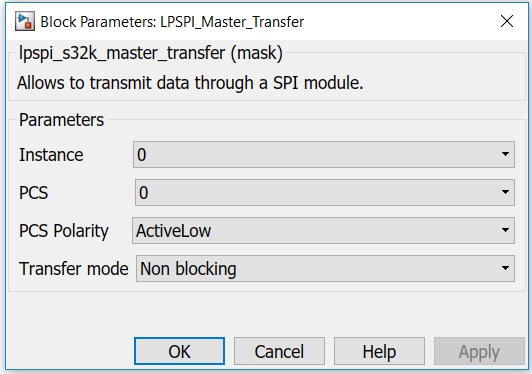 Block Parameters: LPSPI_Master_Transfer
lpspi_s32k_master_transfer (mask)
Allows to transmit data through a SPI module.
Parameters
Instance 0
PCS 0
PCS Polarity ActiveLow
Transfer mode Non blocking
OK Cancel Help Apply